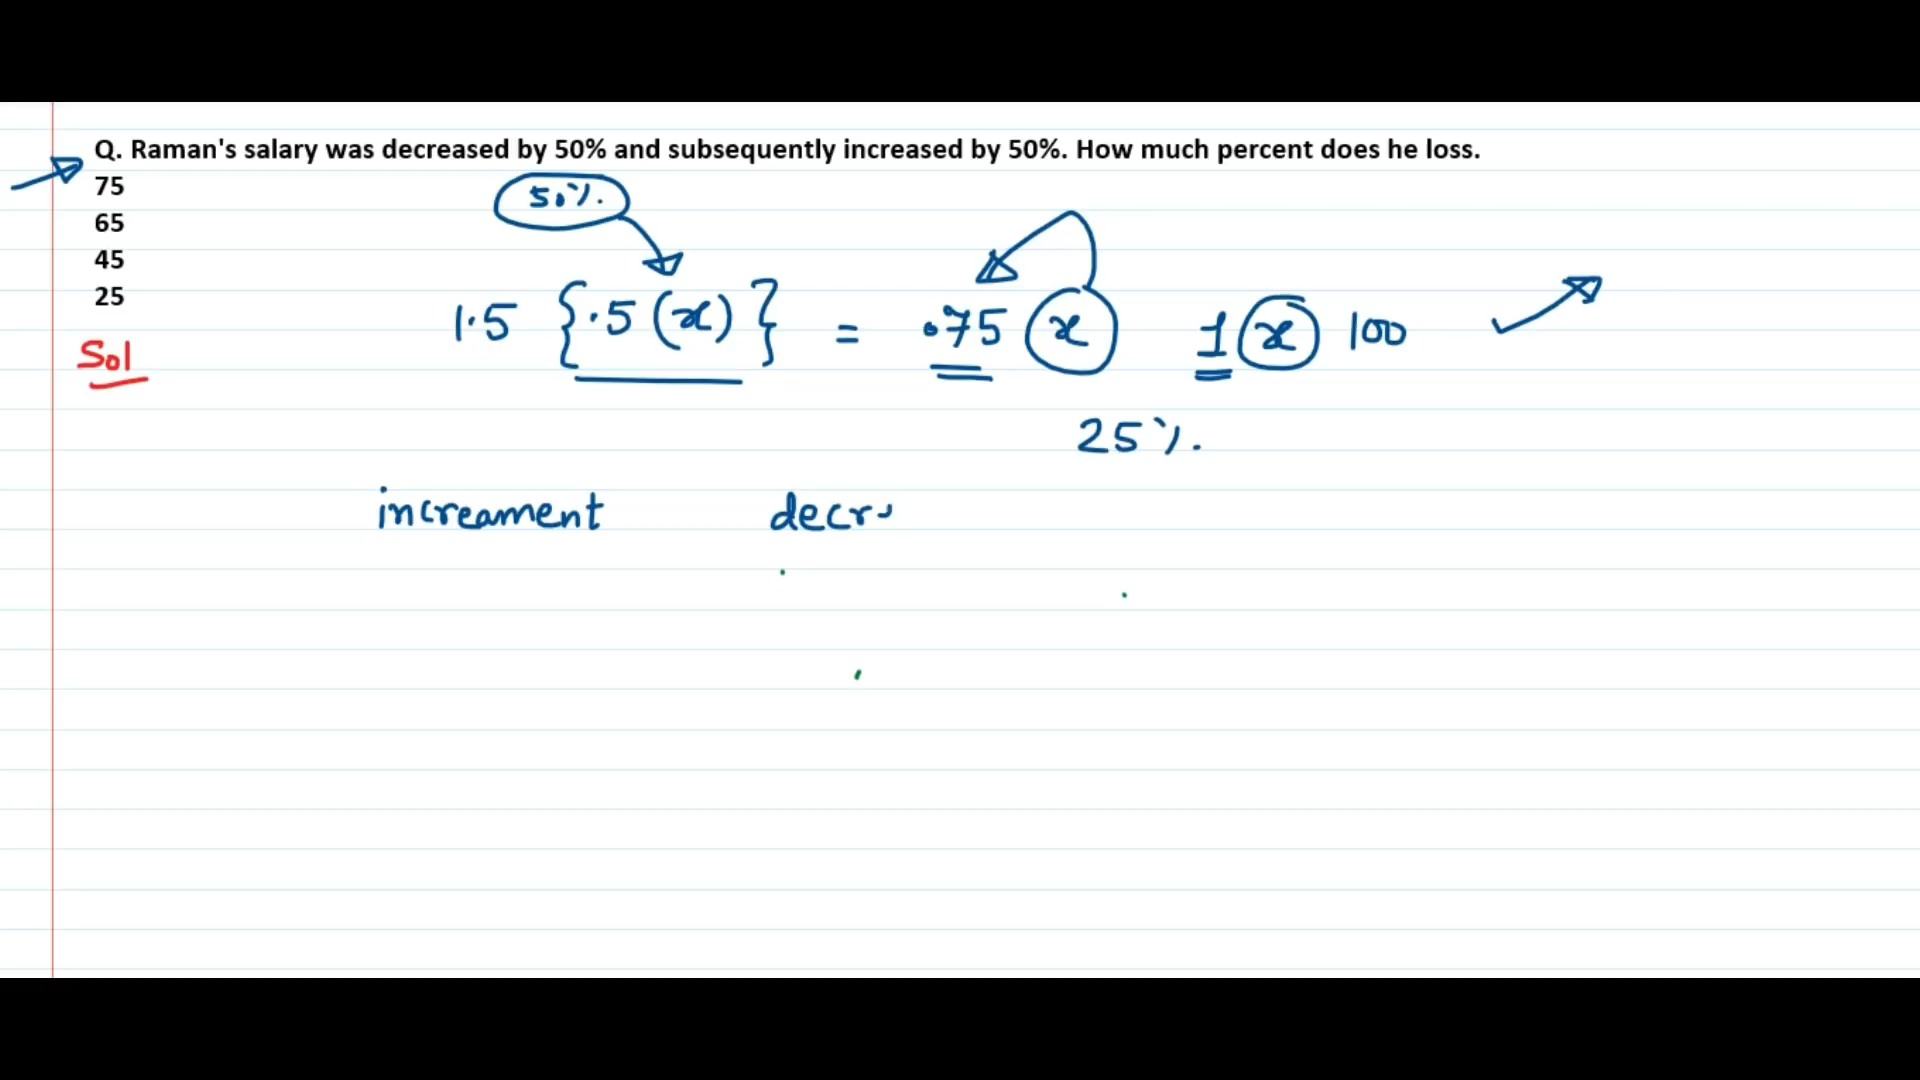 Q. Raman's salary was decreased by 50% and subsequently increased by 50%. How much percent does he loss.
75
65
45
25
50%.
1.5 {.5(x)} = .75 x 1 x 100
Sol
25%.
increament decr